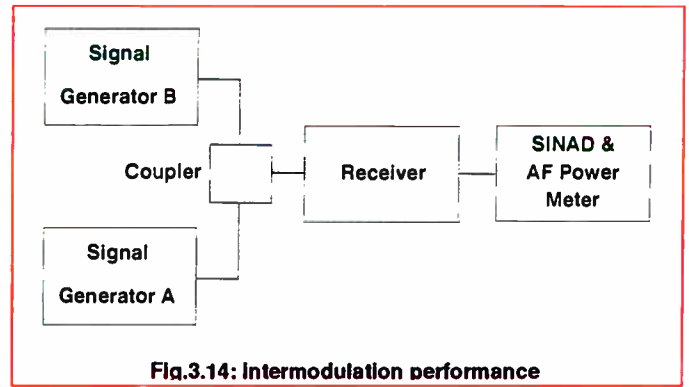 Signal
Generator B
Coupler
Receiver
SINAD &
AF Power
Meter
Signal
Generator A
Fig.3.14: Intermodulation performance